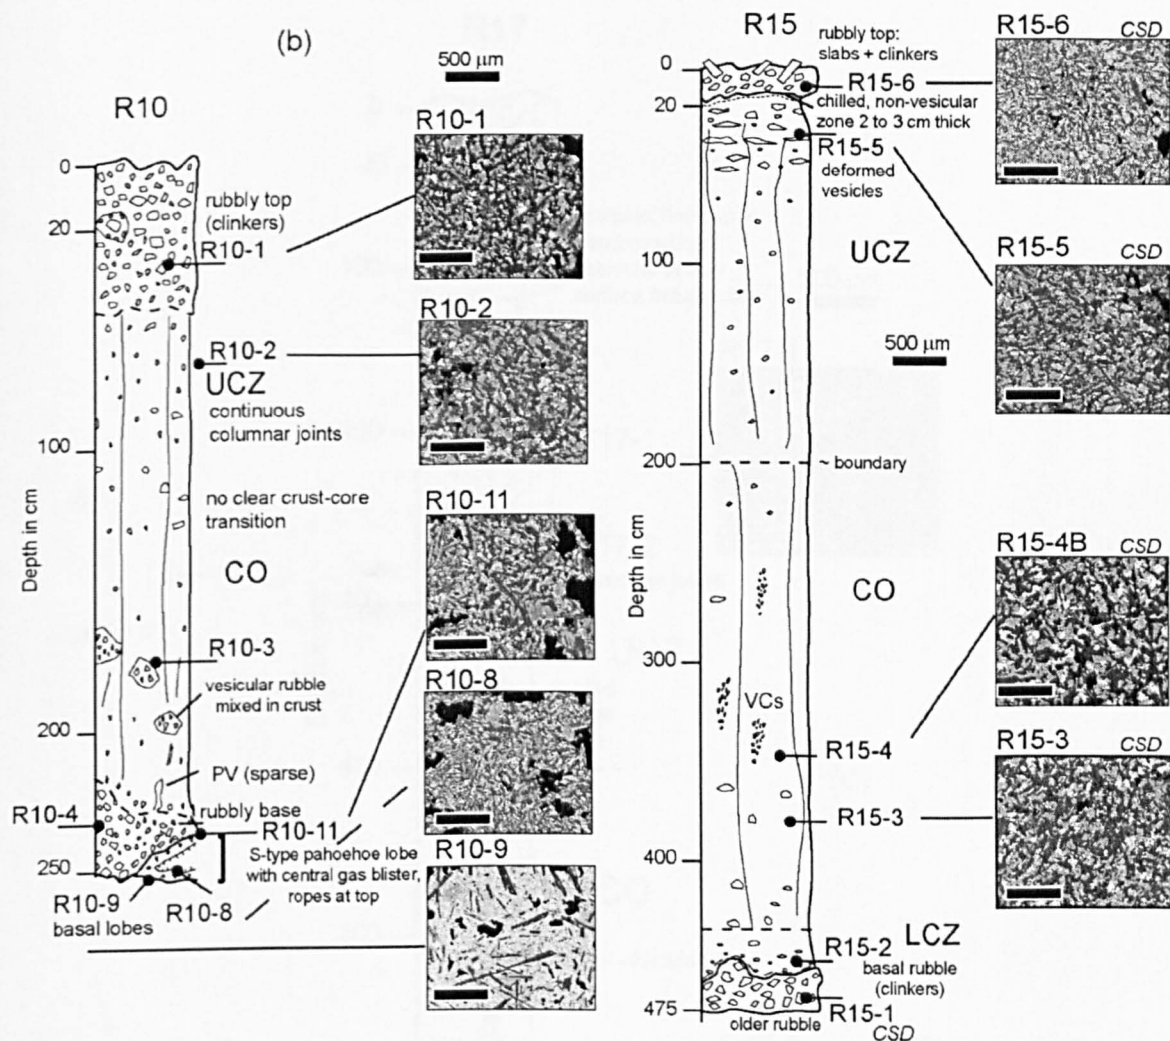 (b)
500 µm
R10
0
20
100
200
250
Depth in cm
rubbly top
(clinkers)
R10-1
R10-2
UCZ
continuous
columnar joints
no clear crust-core
transition
CO
R10-3
vesicular rubble
mixed in crust
PV (sparse)
rubbly base
R10-4
R10-11
S-type pahoehoe lobe
with central gas blister,
ropes at top
R10-9
basal lobes
R10-8
R10-1
R10-2
R10-11
R10-8
R10-9
R15
rubbly top:
slabs + clinkers
0
20
100
200
300
400
475
Depth in cm
R15-6
chilled, non-vesicular
zone 2 to 3 cm thick
R15-5
deformed
vesicles
UCZ
500 µm
boundary
CO
VCs
R15-4
R15-3
LCZ
R15-2
basal rubble
(clinkers)
R15-1
CSD
older rubble
R15-6 CSD
R15-5 CSD
R15-4B CSD
R15-3 CSD